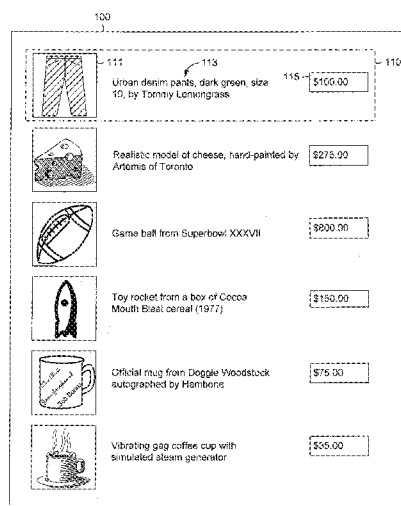 100
111
113
110
Urban denim pants, dark green, size
10, by Tommy Lemongrass
115
$100.00
Realistic model of cheese, hand-painted by
Artemis of Toronto
$275.00
Game ball from Superbowl XXXVII
$800.00
Toy rocket from a box of Cocoa
Mouth Blast cereal (1977)
$150.00
Official mug from Doggie Woodstock
autographed by Hambone
$75.00
Vibrating gag coffee cup with
simulated steam generator
$35.00